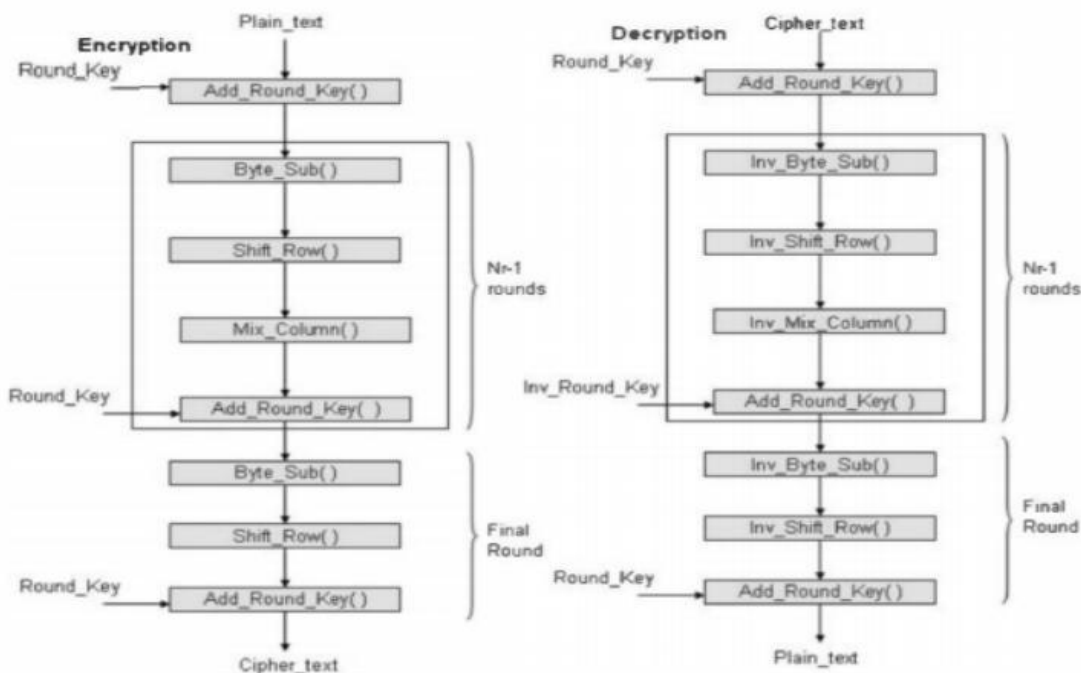 Plain_text
Encryption
Round_Key
Add_Round_Key( )
Byte_Sub( )
Shift_Row( )
Mix_Column( )
Round_Key
Add_Round_Key( )
Nr-1
rounds
Byte_Sub( )
Shift_Row( )
Round_Key
Add_Round_Key( )
Final
Round
Cipher_text
Cipher_text
Decryption
Round_Key
Add_Round_Key( )
Inv_Byte_Sub( )
Inv_Shift_Row( )
Inv_Mix_Column( )
Inv_Round_Key
Add_Round_Key( )
Nr-1
rounds
Inv_Byte_Sub( )
Inv_Shift_Row( )
Round_Key
Add_Round_Key( )
Final
Round
Plain_text